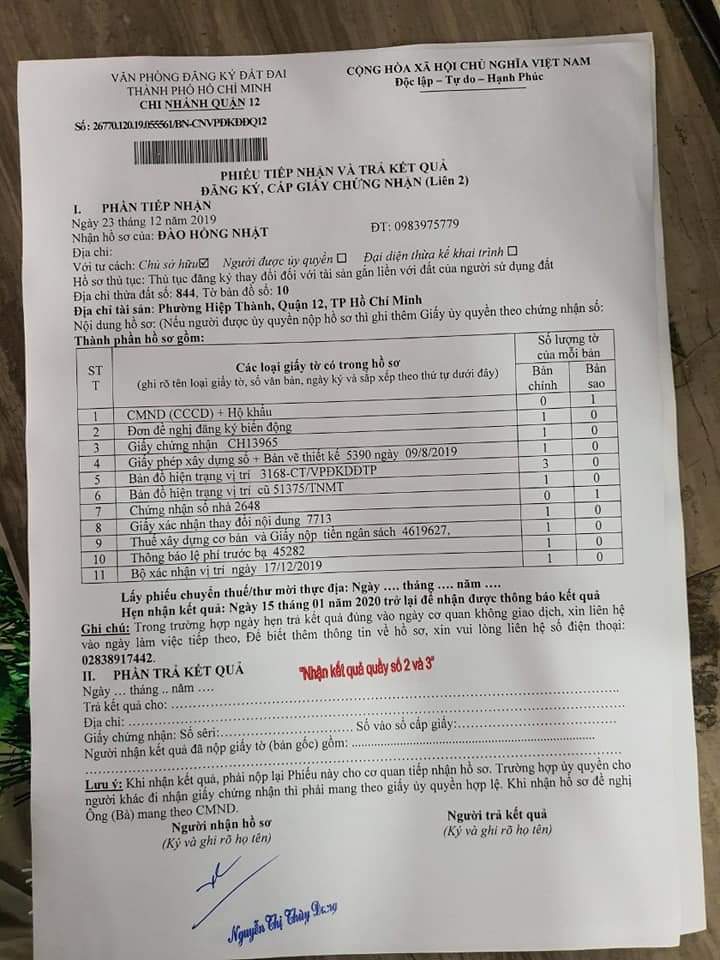 VĂN PHÒNG ĐĂNG KÝ ĐẤT ĐAI
THÀNH PHỐ HỒ CHÍ MINH
CHI NHÁNH QUẬN 12
Số: 26770.120.19.055561/BN-CNVPĐKĐĐQ12
CỘNG HÒA XÃ HỘI CHỦ NGHĨA VIỆT NAM
Độc lập – Tự do – Hạnh Phúc
PHIẾU TIẾP NHẬN VÀ TRẢ KẾT QUẢ
ĐĂNG KÝ, CẤP GIẤY CHỨNG NHẬN (Liên 2)
I. PHẦN TIẾP NHẬN
Ngày 23 tháng 12 năm 2019
Nhận hồ sơ của: ĐÀO HỒNG NHẬT ĐT: 0983975779
Địa chỉ:
Với tư cách: Chủ sở hữu☑ Người được ủy quyền ☐ Đại diện thừa kế khai trình ☐
Hồ sơ thủ tục: Thủ tục đăng ký thay đổi đối với tài sản gắn liền với đất của người sử dụng đất
Địa chỉ thửa đất số: 844, Tờ bản đồ số: 10
Địa chỉ tài sản: Phường Hiệp Thành, Quận 12, TP Hồ Chí Minh
Nội dung hồ sơ: (Nếu người được ủy quyền nộp hồ sơ thì ghi thêm Giấy ủy quyền theo chứng nhận số:
Thành phần hồ sơ gồm:
STT Các loại giấy tờ có trong hồ sơ Số lượng tờ của mỗi bản
(ghi rõ tên loại giấy tờ, số văn bản, ngày ký và sắp xếp theo thứ tự dưới đây) Bản chính Bản sao
1 CMND (CCCD) + Hộ khẩu 0 1
2 Đơn đề nghị đăng ký biến động 1 0
3 Giấy chứng nhận CH13965 1 0
4 Giấy phép xây dựng số + Bản vẽ thiết kế 5390 ngày 09/8/2019 1 0
5 Bản đồ hiện trạng vị trí 3168-CT/VPĐKĐĐTP 3 0
6 Bản đồ hiện trạng vị trí cũ 51375/TNMT 1 0
7 Chứng nhận số nhà 2648 0 1
8 Giấy xác nhận thay đổi nội dung 7713 1 0
9 Thuế xây dựng cơ bản và Giấy nộp tiền ngân sách 4619627, 1 0
10 Thông báo lệ phí trước bạ 45282 1 0
11 Bộ xác nhận vị trí ngày 17/12/2019 1 0
Lấy phiếu chuyển thuế/thư mời thực địa: Ngày …. tháng …. năm ….
Hẹn nhận kết quả: Ngày 15 tháng 01 năm 2020 trở lại để nhận được thông báo kết quả
Ghi chú: Trong trường hợp ngày hẹn trả kết quả đúng vào ngày cơ quan không giao dịch, xin liên hệ
vào ngày làm việc tiếp theo, Để biết thêm thông tin về hồ sơ, xin vui lòng liên hệ số điện thoại:
02838917442.
II. PHẦN TRẢ KẾT QUẢ
"Nhận kết quả quầy số 2 và 3"
Ngày … tháng .. năm ….
Trả kết quả cho: ……………………………
Địa chỉ: ……………………………
Giấy chứng nhận: Số sêri:……………………… Số vào sổ cấp giấy:……………………
Người nhận kết quả đã nộp giấy tờ (bản gốc) gồm: ……………………………
Lưu ý: Khi nhận kết quả, phải nộp lại Phiếu này cho cơ quan tiếp nhận hồ sơ. Trường hợp ủy quyền cho
người khác đi nhận giấy chứng nhận thì phải mang theo giấy ủy quyền hợp lệ. Khi nhận hồ sơ đề nghị
Ông (Bà) mang theo CMND.
Người nhận hồ sơ
(Ký và ghi rõ họ tên)
Người trả kết quả
(Ký và ghi rõ họ tên)
Nguyễn Thị Thùy Dung